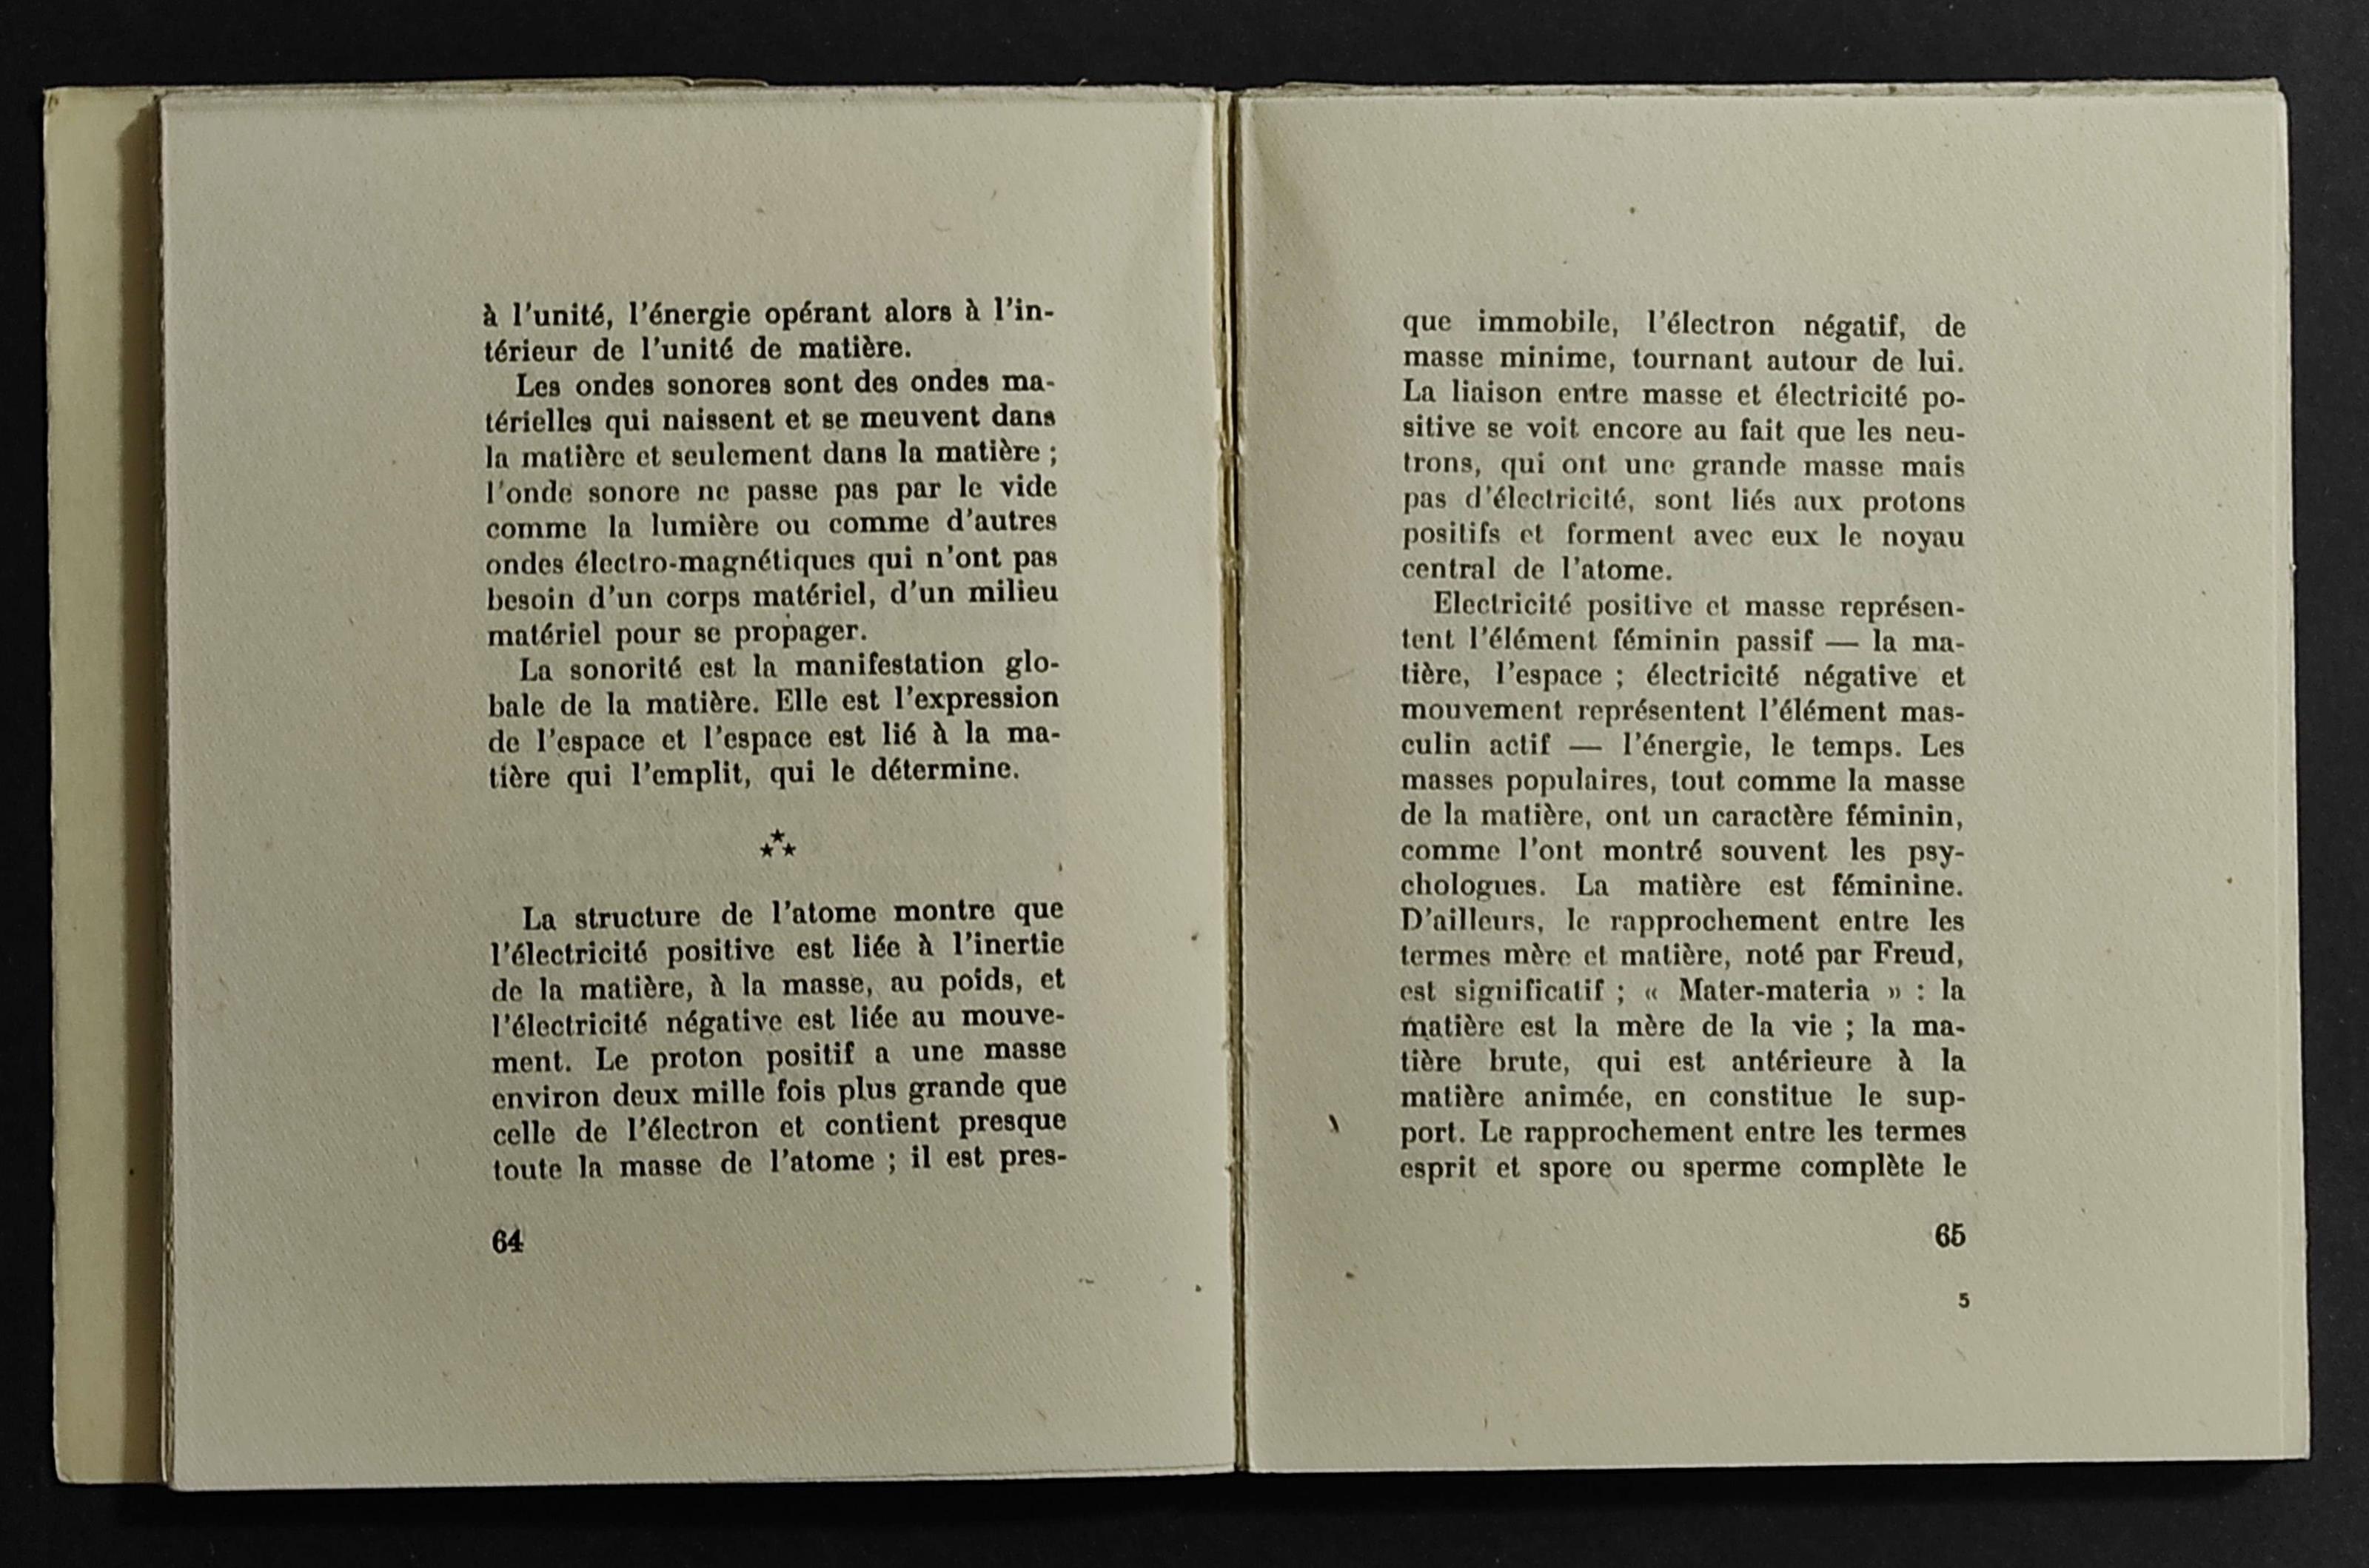 à l'unité, l'énergie opérant alors à l'in-
térieur de l'unité de matière.
Les ondes sonores sont des ondes ma-
térielles qui naissent et se meuvent dans
la matière et seulement dans la matière ;
l'onde sonore ne passe pas par le vide
comme la lumière ou comme d'autres
ondes électro-magnétiques qui n'ont pas
besoin d'un corps matériel, d'un milieu
matériel pour se propager.
La sonorité est la manifestation glo-
bale de la matière. Elle est l'expression
de l'espace et l'espace est lié à la ma-
tière qui l'emplit, qui le détermine.
La structure de l'atome montre que
l'électricité positive est liée à l'inertie
de la matière, à la masse, au poids, et
l'électricité négative est liée au mouve-
ment. Le proton positif a une masse
environ deux mille fois plus grande que
celle de l'électron et contient presque
toute la masse de l'atome ; il est pres-
64
que immobile, l'électron négatif, de
masse minime, tournant autour de lui.
La liaison entre masse et électricité po-
sitive se voit encore au fait que les neu-
trons, qui ont une grande masse mais
pas d'électricité, sont liés aux protons
positifs et forment avec eux le noyau
central de l'atome.
Electricité positive et masse représen-
tent l'élément féminin passif — la ma-
tière, l'espace ; électricité négative et
mouvement représentent l'élément mas-
culin actif — l'énergie, le temps. Les
masses populaires, tout comme la masse
de la matière, ont un caractère féminin,
comme l'ont montré souvent les psy-
chologues. La matière est féminine.
D'ailleurs, le rapprochement entre les
termes mère et matière, noté par Freud,
est significatif ; « Mater-materia » : la
matière est la mère de la vie ; la ma-
tière brute, qui est antérieure à la
matière animée, en constitue le sup-
port. Le rapprochement entre les termes
esprit et spore ou sperme complète le
65
5